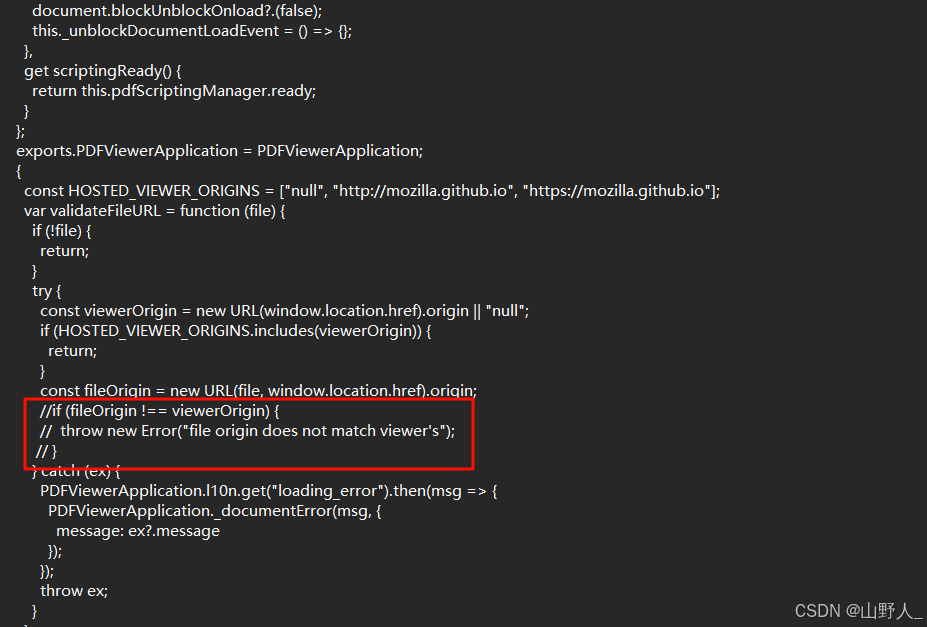 document.blockUnblockOnload?.(false);
this._unblockDocumentLoadEvent = () => {};
},
get scriptingReady() {
return this.pdfScriptingManager.ready;
}
};
exports.PDFViewerApplication = PDFViewerApplication;
{
const HOSTED_VIEWER_ORIGINS = ["null", "http://mozilla.github.io", "https://mozilla.github.io"];
var validateFileURL = function (file) {
if (!file) {
return;
}
try {
const viewerOrigin = new URL(window.location.href).origin || "null";
if (HOSTED_VIEWER_ORIGINS.includes(viewerOrigin)) {
return;
}
const fileOrigin = new URL(file, window.location.href).origin;
//if (fileOrigin !== viewerOrigin) {
//  throw new Error("file origin does not match viewer's");
// }
} catch (ex) {
PDFViewerApplication.l10n.get("loading_error").then(msg => {
PDFViewerApplication._documentError(msg, {
message: ex?.message
});
});
throw ex;
}
CSDN @山野人_